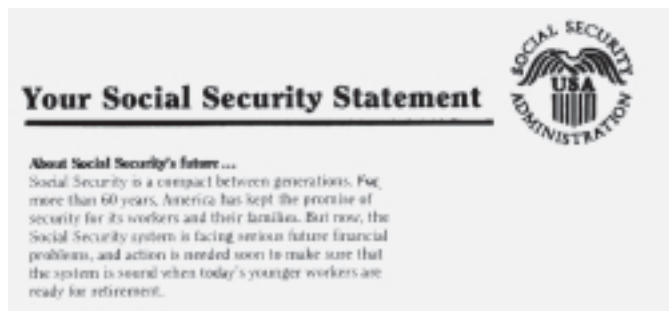 SOCIAL SECURITY ADMINISTRATION
USA
Your Social Security Statement
About Social Security's future...
Social Security is a compact between generations. For
more than 60 years, America has kept the promise of
security for its workers and their families. But now, the
Social Security system is facing serious future financial
problems, and action is needed soon to make sure that
the system is sound when today's younger workers are
ready for retirement.